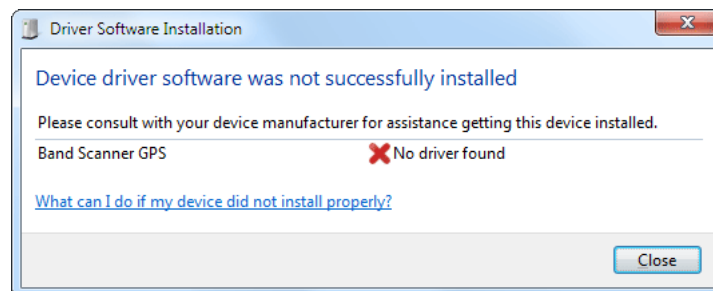 Driver Software Installation
Device driver software was not successfully installed
Please consult with your device manufacturer for assistance getting this device installed.
Band Scanner GPS No driver found
What can I do if my device did not install properly?
Close